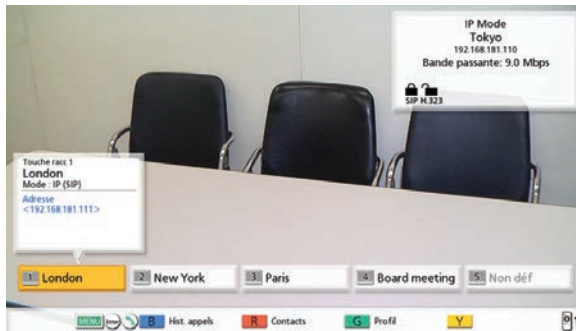 IP Mode
Tokyo
192.168.181.110
Bande passante: 9.0 Mbps
SIP H.323
Touche racc 1
London
Mode : IP (SIP)
Adresse
<192.168.181.111>
1 London
2 New York
3 Paris
4 Board meeting
5 Non déf
MENU Enter B Hist. appels R Contacts G Profil Y